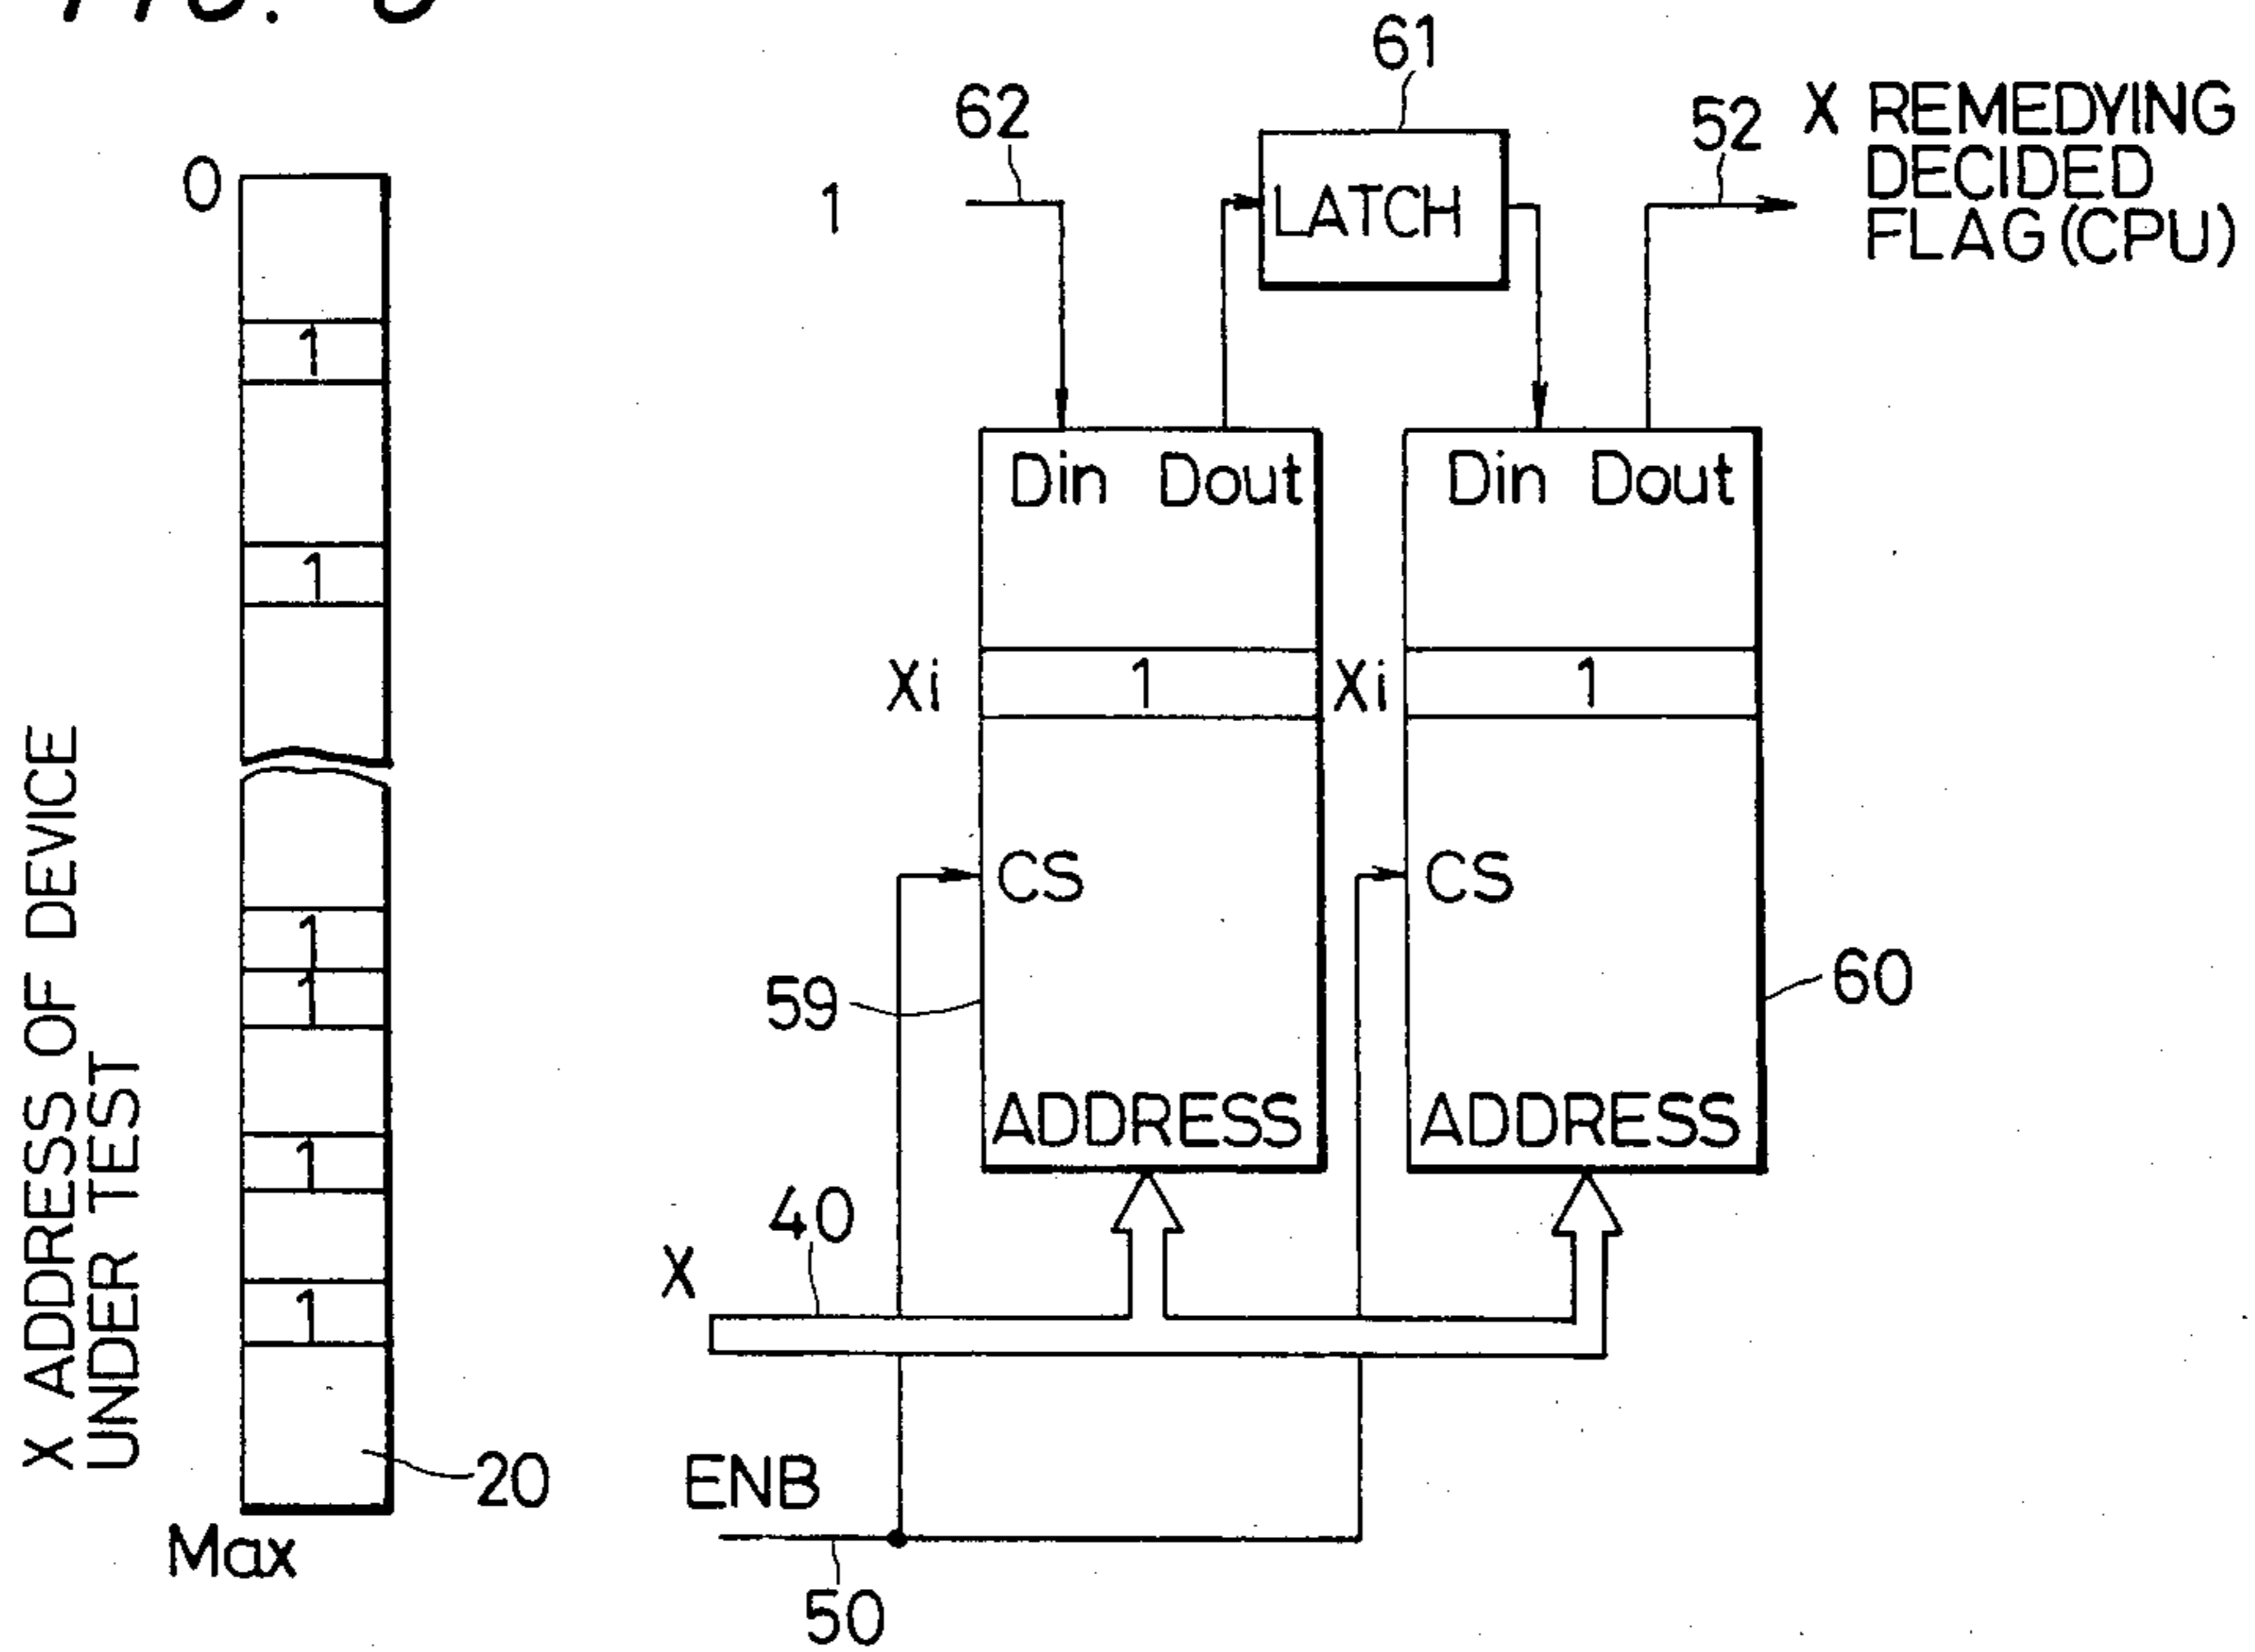 0
1
1
1
1
1
1
Max
20
X ADDRESS OF DEVICE
UNDER TEST
1
62
61
LATCH
52
X REMEDYING
DECIDED
FLAG (CPU)
Din Dout
Din Dout
Xi
1
Xi
1
CS
CS
59
60
ADDRESS
ADDRESS
40
X
ENB
50